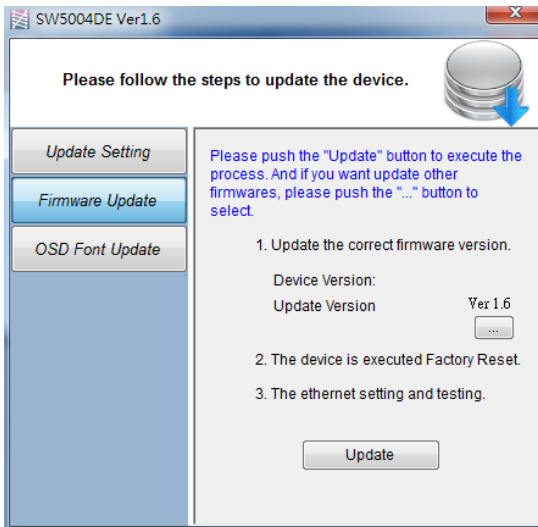 SW5004DE Ver1.6
Please follow the steps to update the device.
Update Setting
Firmware Update
OSD Font Update
Please push the "Update" button to execute the
process. And if you want update other
firmwares, please push the "..." button to
select.
1. Update the correct firmware version.
Device Version:
Update Version Ver 1.6
...
2. The device is executed Factory Reset.
3. The ethernet setting and testing.
Update